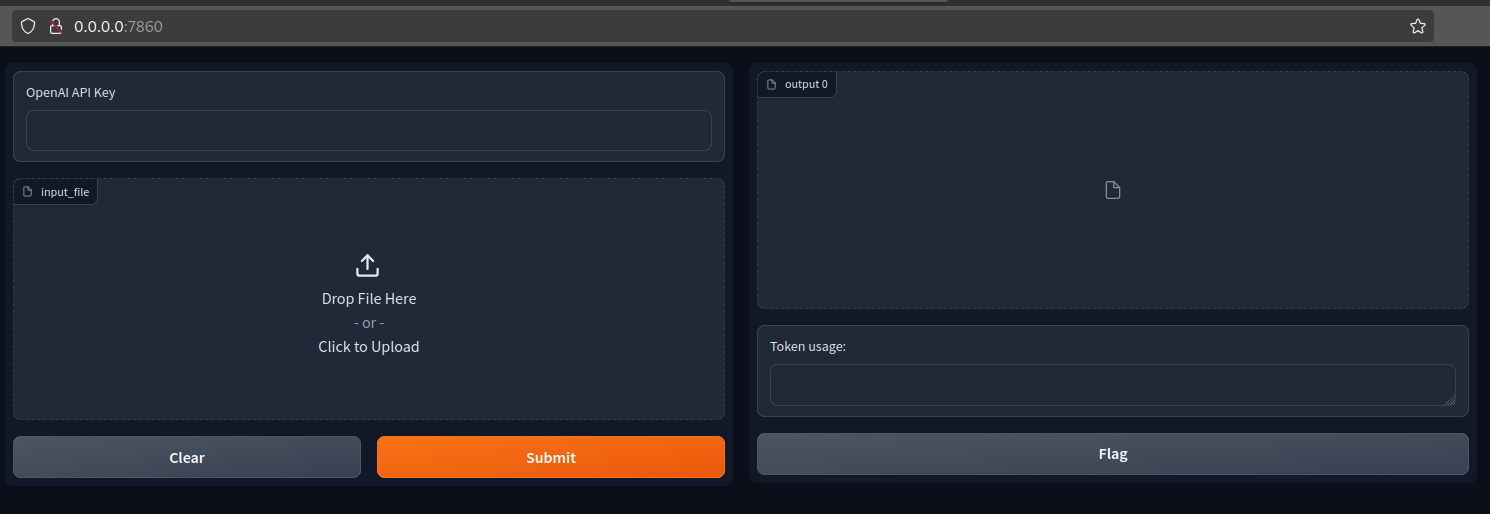 0.0.0.0:7860
OpenAI API Key
input_file
Drop File Here
- or -
Click to Upload
Clear
Submit
output 0
Token usage:
Flag